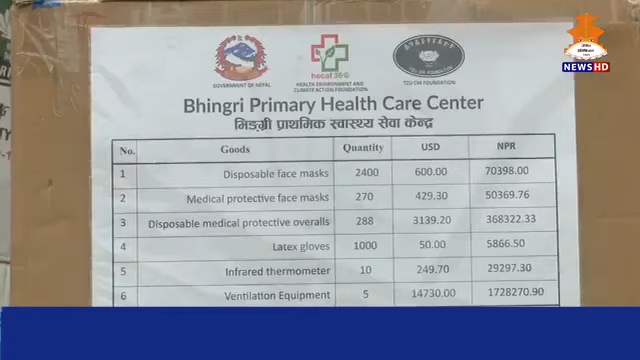 NEWS HD
GOVERNMENT OF NEPAL
hecaf 360
HEALTH ENVIRONMENT AND
CLIMATE ACTION FOUNDATION
TZU CHI FOUNDATION
Bhingri Primary Health Care Center
भिङग्री प्राथमिक स्वास्थ्य सेवा केन्द्र
No. Goods Quantity USD NPR
1 Disposable face masks 2400 600.00 70398.00
2 Medical protective face masks 270 429.30 50369.76
3 Disposable medical protective overalls 288 3139.20 368322.33
4 Latex gloves 1000 50.00 5866.50
5 Infrared thermometer 10 249.70 29297.30
6 Ventilation Equipment 5 14730.00 1728270.90